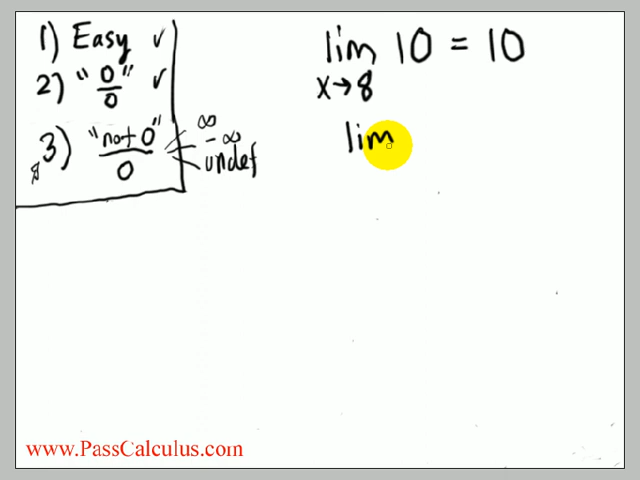 1) Easy ✓
2) "0/0" ✓
3) "not 0"/0 ∞
-∞
undef
lim 10 = 10
x→8
lim
www.PassCalculus.com